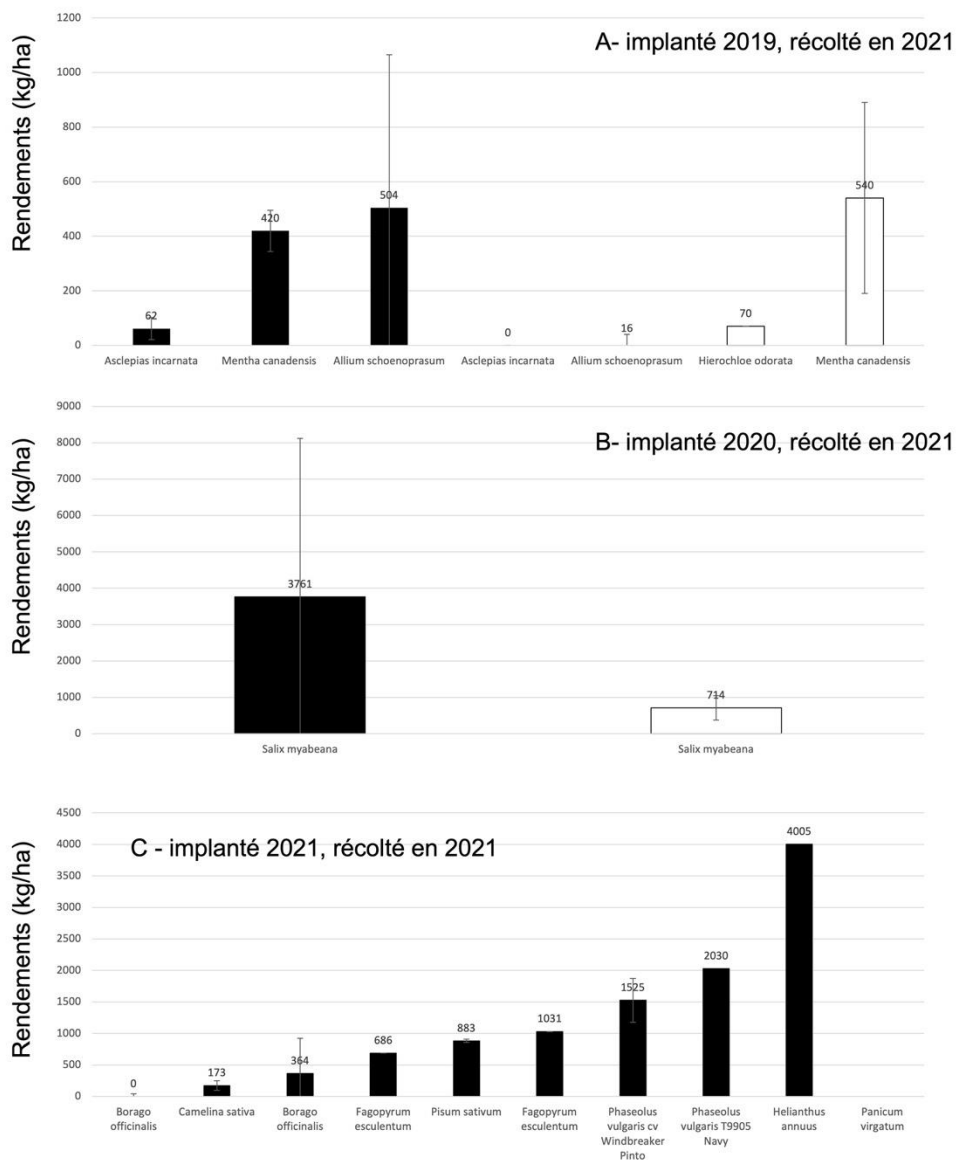 A- implanté 2019, récolté en 2021
Rendements (kg/ha)
1200
1000
800
600
400
200
0
62
420
504
0
16
70
540
Asclepias incarnata
Mentha canadensis
Allium schoenoprasum
Asclepias incarnata
Allium schoenoprasum
Hierochloe odorata
Mentha canadensis
B- implanté 2020, récolté en 2021
Rendements (kg/ha)
9000
8000
7000
6000
5000
4000
3000
2000
1000
0
3761
714
Salix myabeana
Salix myabeana
C - implanté 2021, récolté en 2021
Rendements (kg/ha)
4500
4000
3500
3000
2500
2000
1500
1000
500
0
0
173
364
686
883
1031
1525
2030
4005
Borago
officinalis
Camelina sativa
Borago
officinalis
Fagopyrum
esculentum
Pisum sativum
Fagopyrum
esculentum
Phaseolus
vulgaris cv
Windbreaker
Pinto
Phaseolus
vulgaris T9905
Navy
Helianthus
annuus
Panicum
virgatum